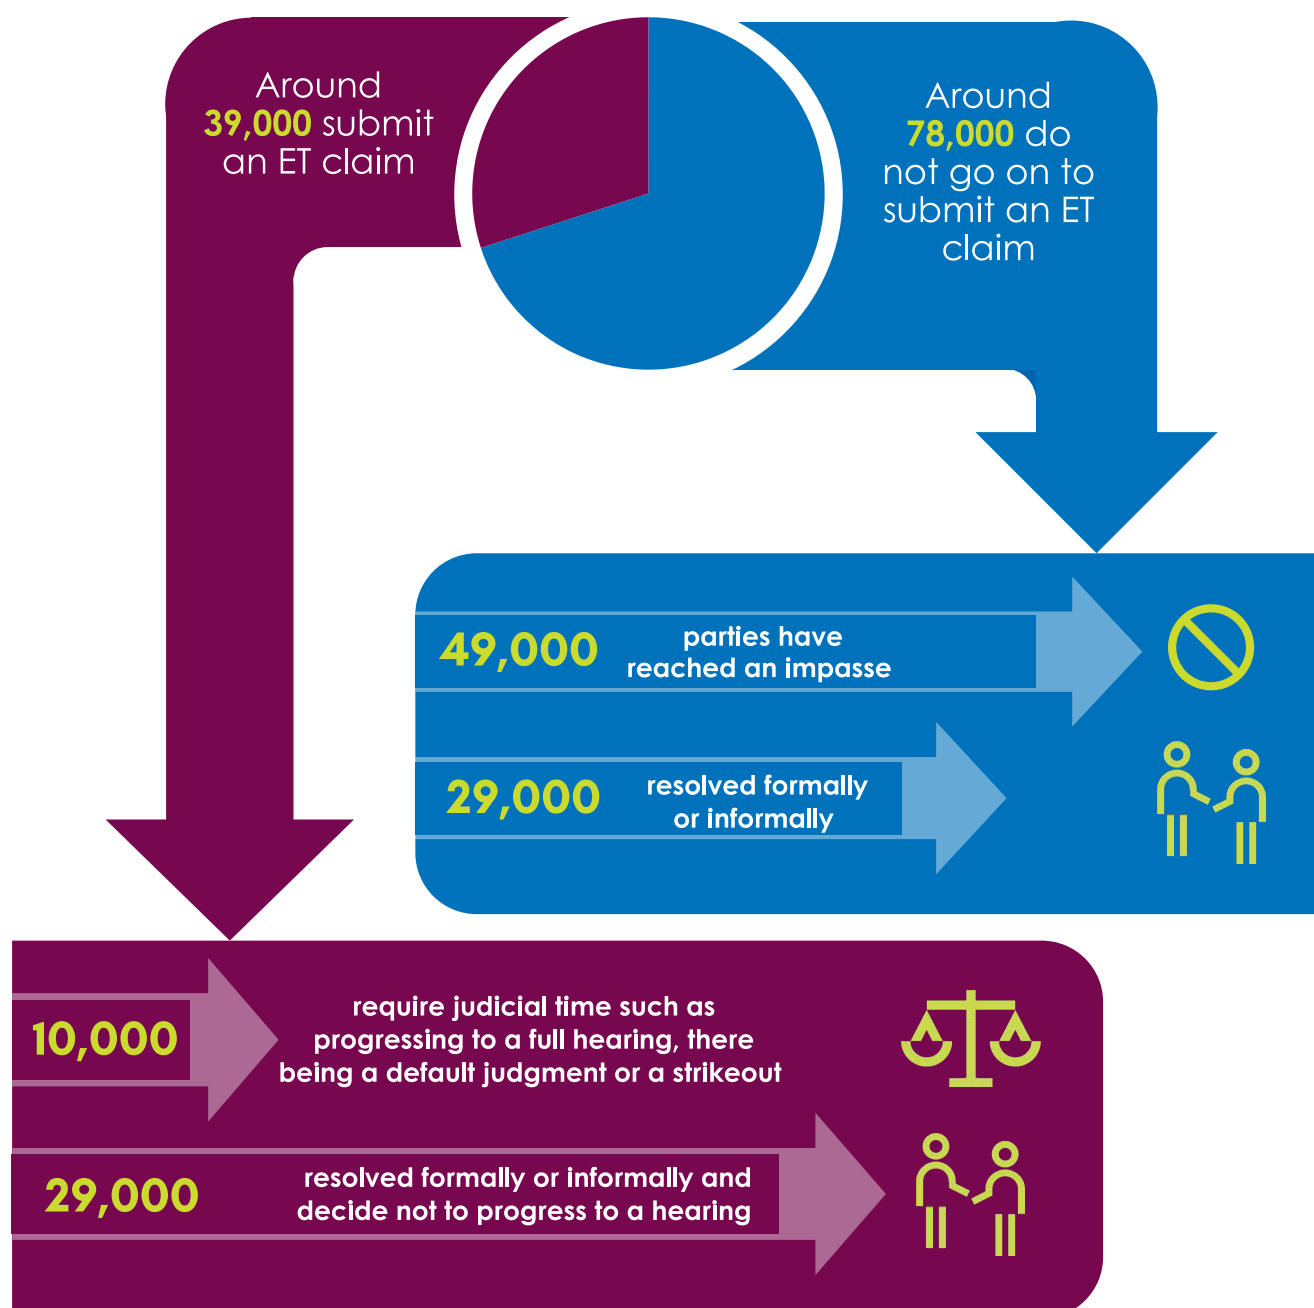 Around
39,000 submit
an ET claim
Around
78,000 do
not go on to
submit an ET
claim
49,000
parties have
reached an impasse
29,000
resolved formally
or informally
10,000
require judicial time such as
progressing to a full hearing, there
being a default judgment or a strikeout
29,000
resolved formally or informally and
decide not to progress to a hearing